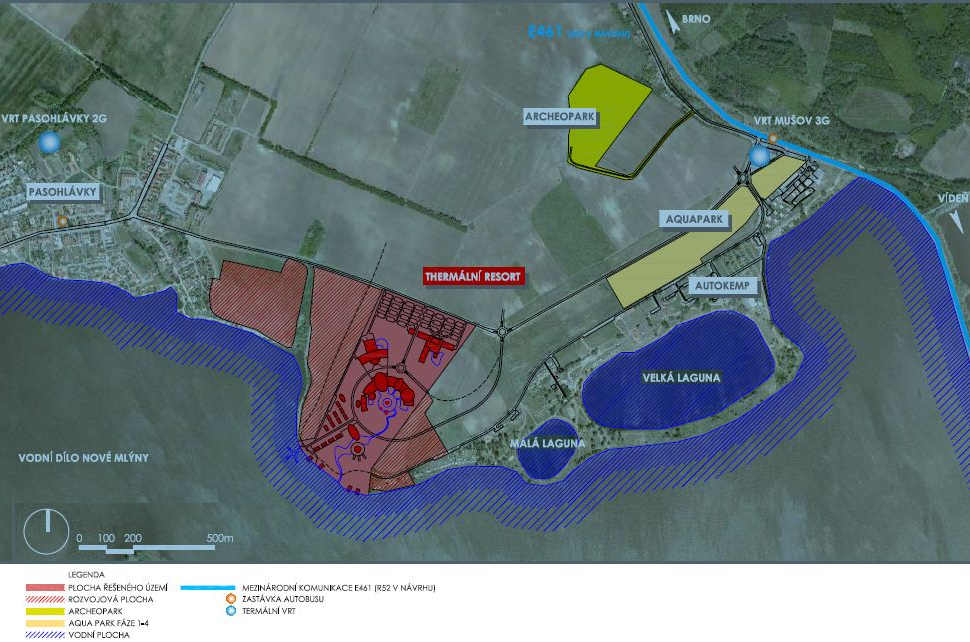 BRNO
E461 (R52 V NÁVRHU)
ARCHEOPARK
VRT PASOHLÁVKY 2G
VRT MUŠOV 3G
PASOHLÁVKY
VÍDEŇ
AQUAPARK
THERMÁLNÍ RESORT
AUTOKEMP
VELKÁ LAGUNA
MALÁ LAGUNA
VODNÍ DÍLO NOVÉ MLÝNY
0 100 200 500m
LEGENDA
PLOCHA ŘEŠENÉHO ÚZEMÍ
ROZVOJOVÁ PLOCHA
ARCHEOPARK
AQUA PARK FÁZE 1-4
VODNÍ PLOCHA
MEZINÁRODNÍ KOMUNIKACE E461 (R52 V NÁVRHU)
ZASTÁVKA AUTOBUSU
TERMÁLNÍ VRT